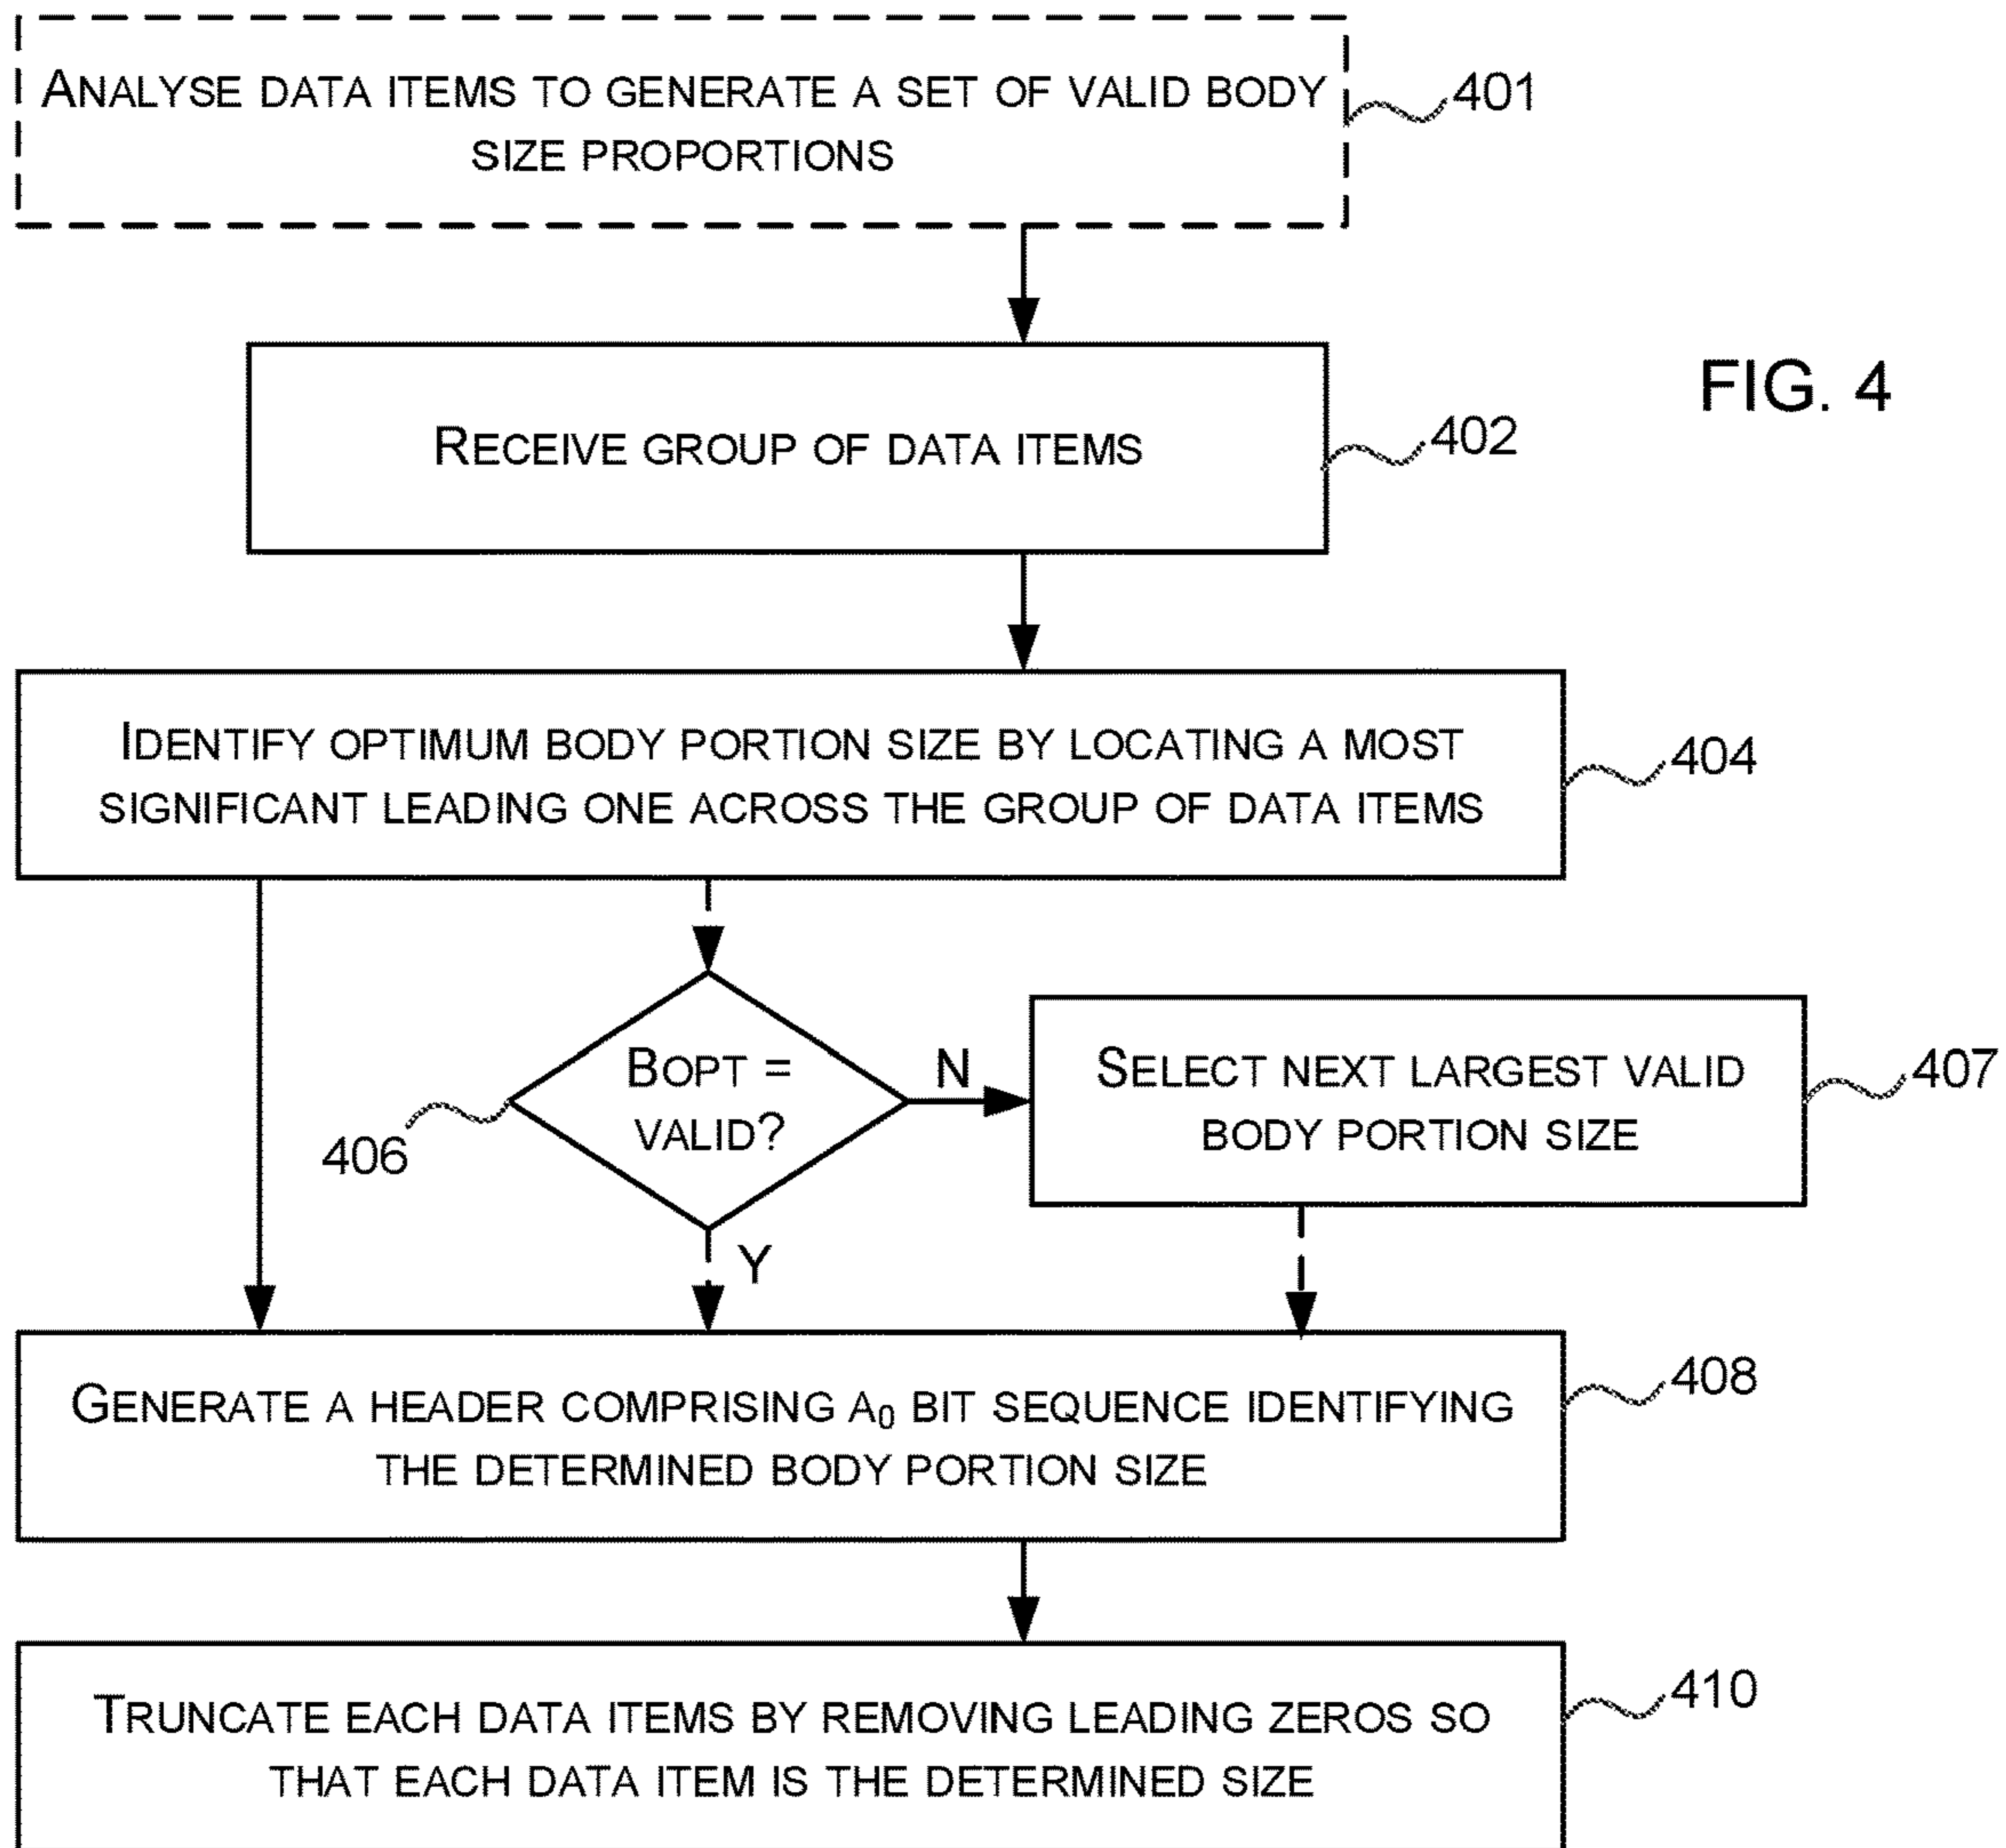 ANALYSE DATA ITEMS TO GENERATE A SET OF VALID BODY
SIZE PROPORTIONS
401
RECEIVE GROUP OF DATA ITEMS
402
FIG. 4
IDENTIFY OPTIMUM BODY PORTION SIZE BY LOCATING A MOST
SIGNIFICANT LEADING ONE ACROSS THE GROUP OF DATA ITEMS
404
BOPT =
VALID?
406
N
Y
SELECT NEXT LARGEST VALID
BODY PORTION SIZE
407
GENERATE A HEADER COMPRISING A₀ BIT SEQUENCE IDENTIFYING
THE DETERMINED BODY PORTION SIZE
408
TRUNCATE EACH DATA ITEMS BY REMOVING LEADING ZEROS SO
THAT EACH DATA ITEM IS THE DETERMINED SIZE
410